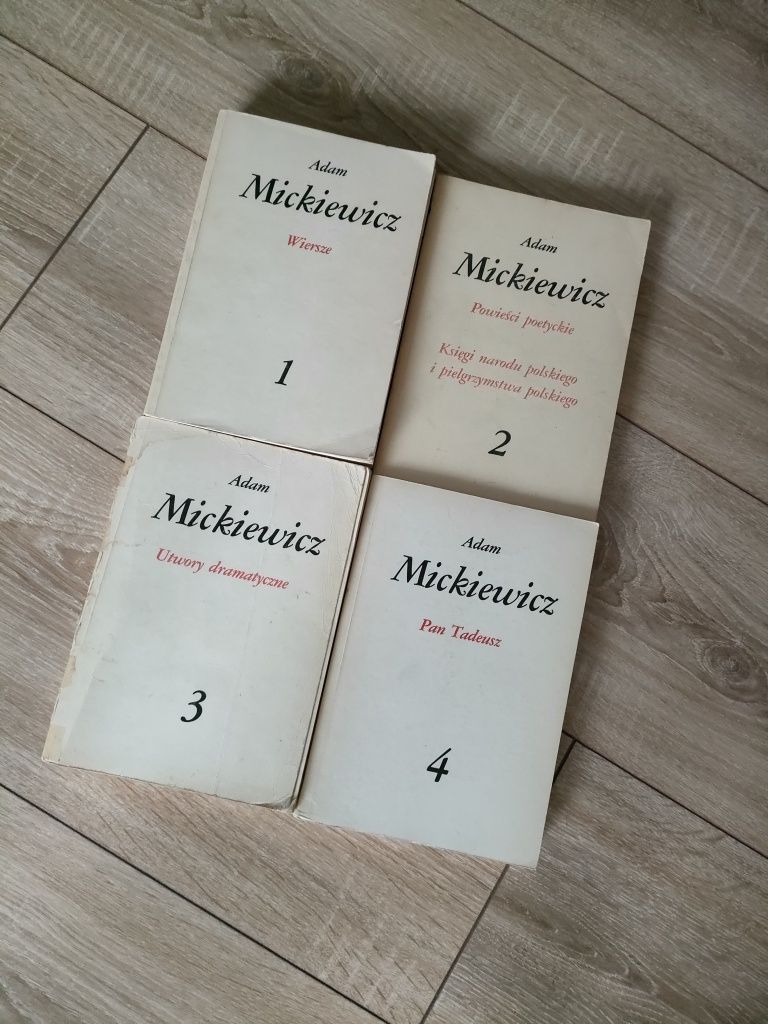 Adam
Mickiewicz
Wiersze
1
Adam
Mickiewicz
Powieści poetyckie
Księgi narodu polskiego
i pielgrzymstwa polskiego
2
Adam
Mickiewicz
Utwory dramatyczne
3
Adam
Mickiewicz
Pan Tadeusz
4